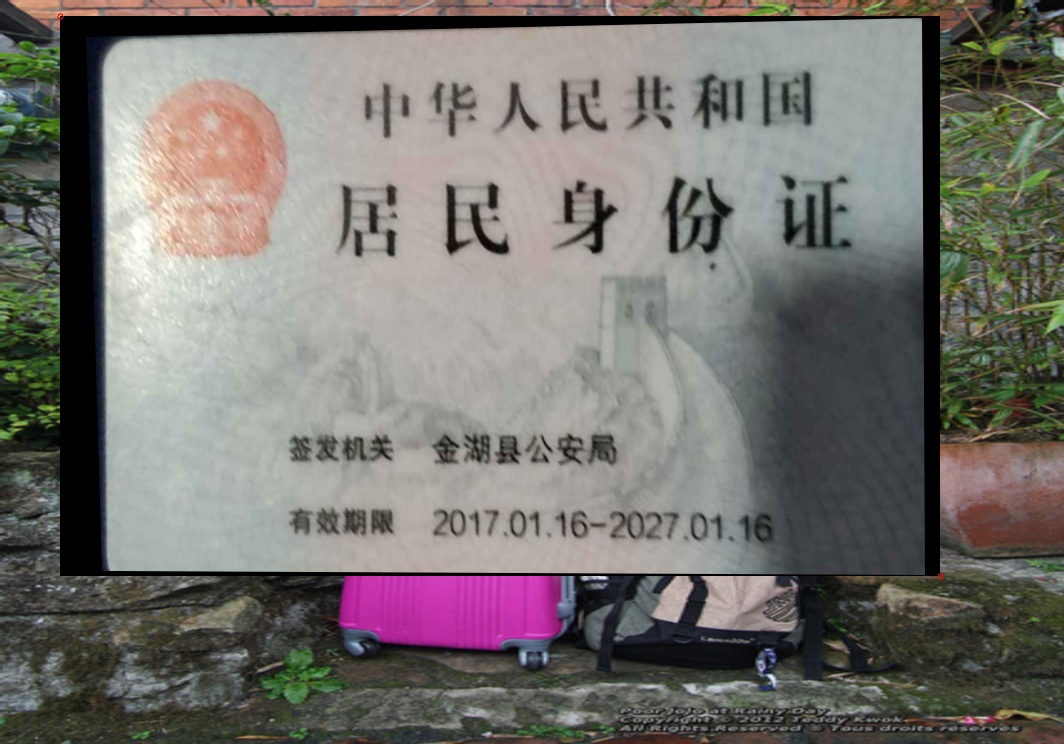 中华人民共和国
居民身份证
签发机关 金湖县公安局
有效期限 2017.01.16-2027.01.16
Poor JoJo at Rainy Day
Copyright © 2012 Teddy Kwok.
All Rights Reserved © Tous droits réservés